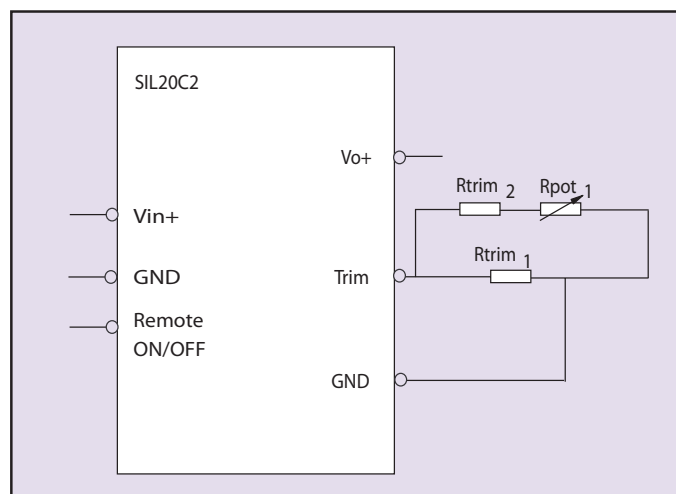 SIL20C2
Vo+
Rtrim 2
Rpot 1
Vin+
Rtrim 1
GND
Trim
Remote
ON/OFF
GND